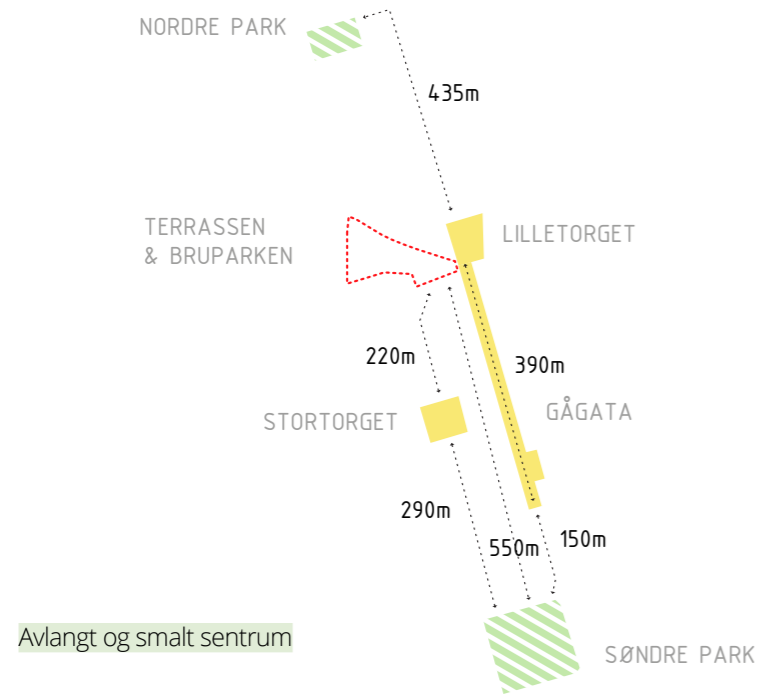 NORDRE PARK
435m
TERRASSEN
& BRUPARKEN
LILLETORGET
220m
390m
STORTORGET
GÅGATA
290m
550m
150m
Avlangt og smalt sentrum
SØNDRE PARK